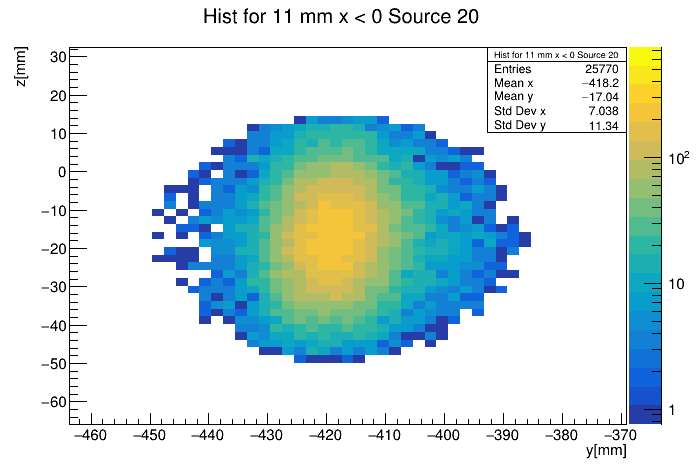 Hist for 11 mm x < 0 Source 20
Hist for 11 mm x < 0 Source 20
Entries 25770
Mean x −418.2
Mean y −17.04
Std Dev x 7.038
Std Dev y 11.34
z[mm]
30
20
10
0
−10
−20
−30
−40
−50
−60
−460 −450 −440 −430 −420 −410 −400 −390 −380 −370
y[mm]
10²
10
1